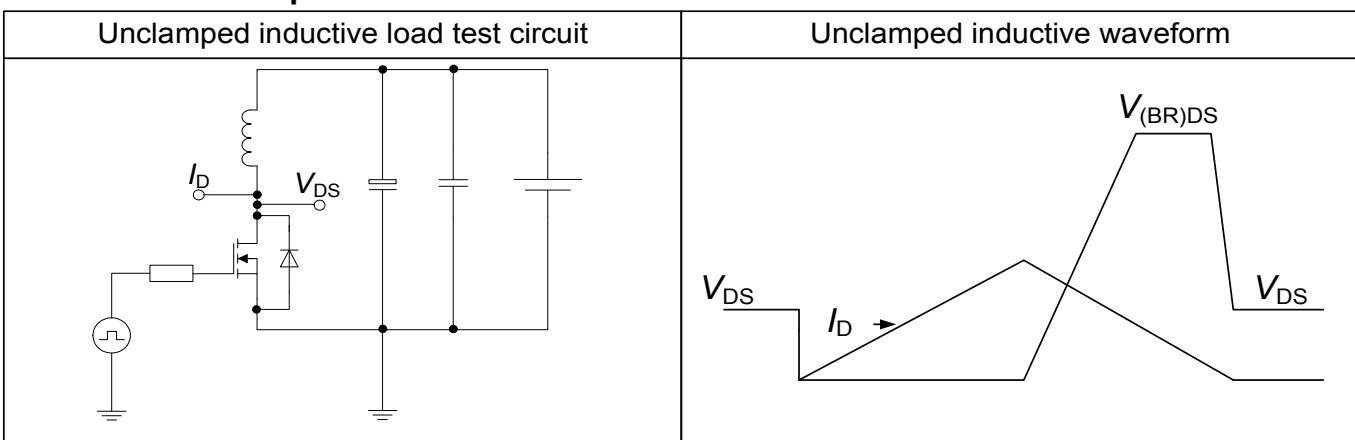 Unclamped inductive load test circuit
Unclamped inductive waveform
I_D
V_DS
V_(BR)DS
V_DS
I_D
V_DS